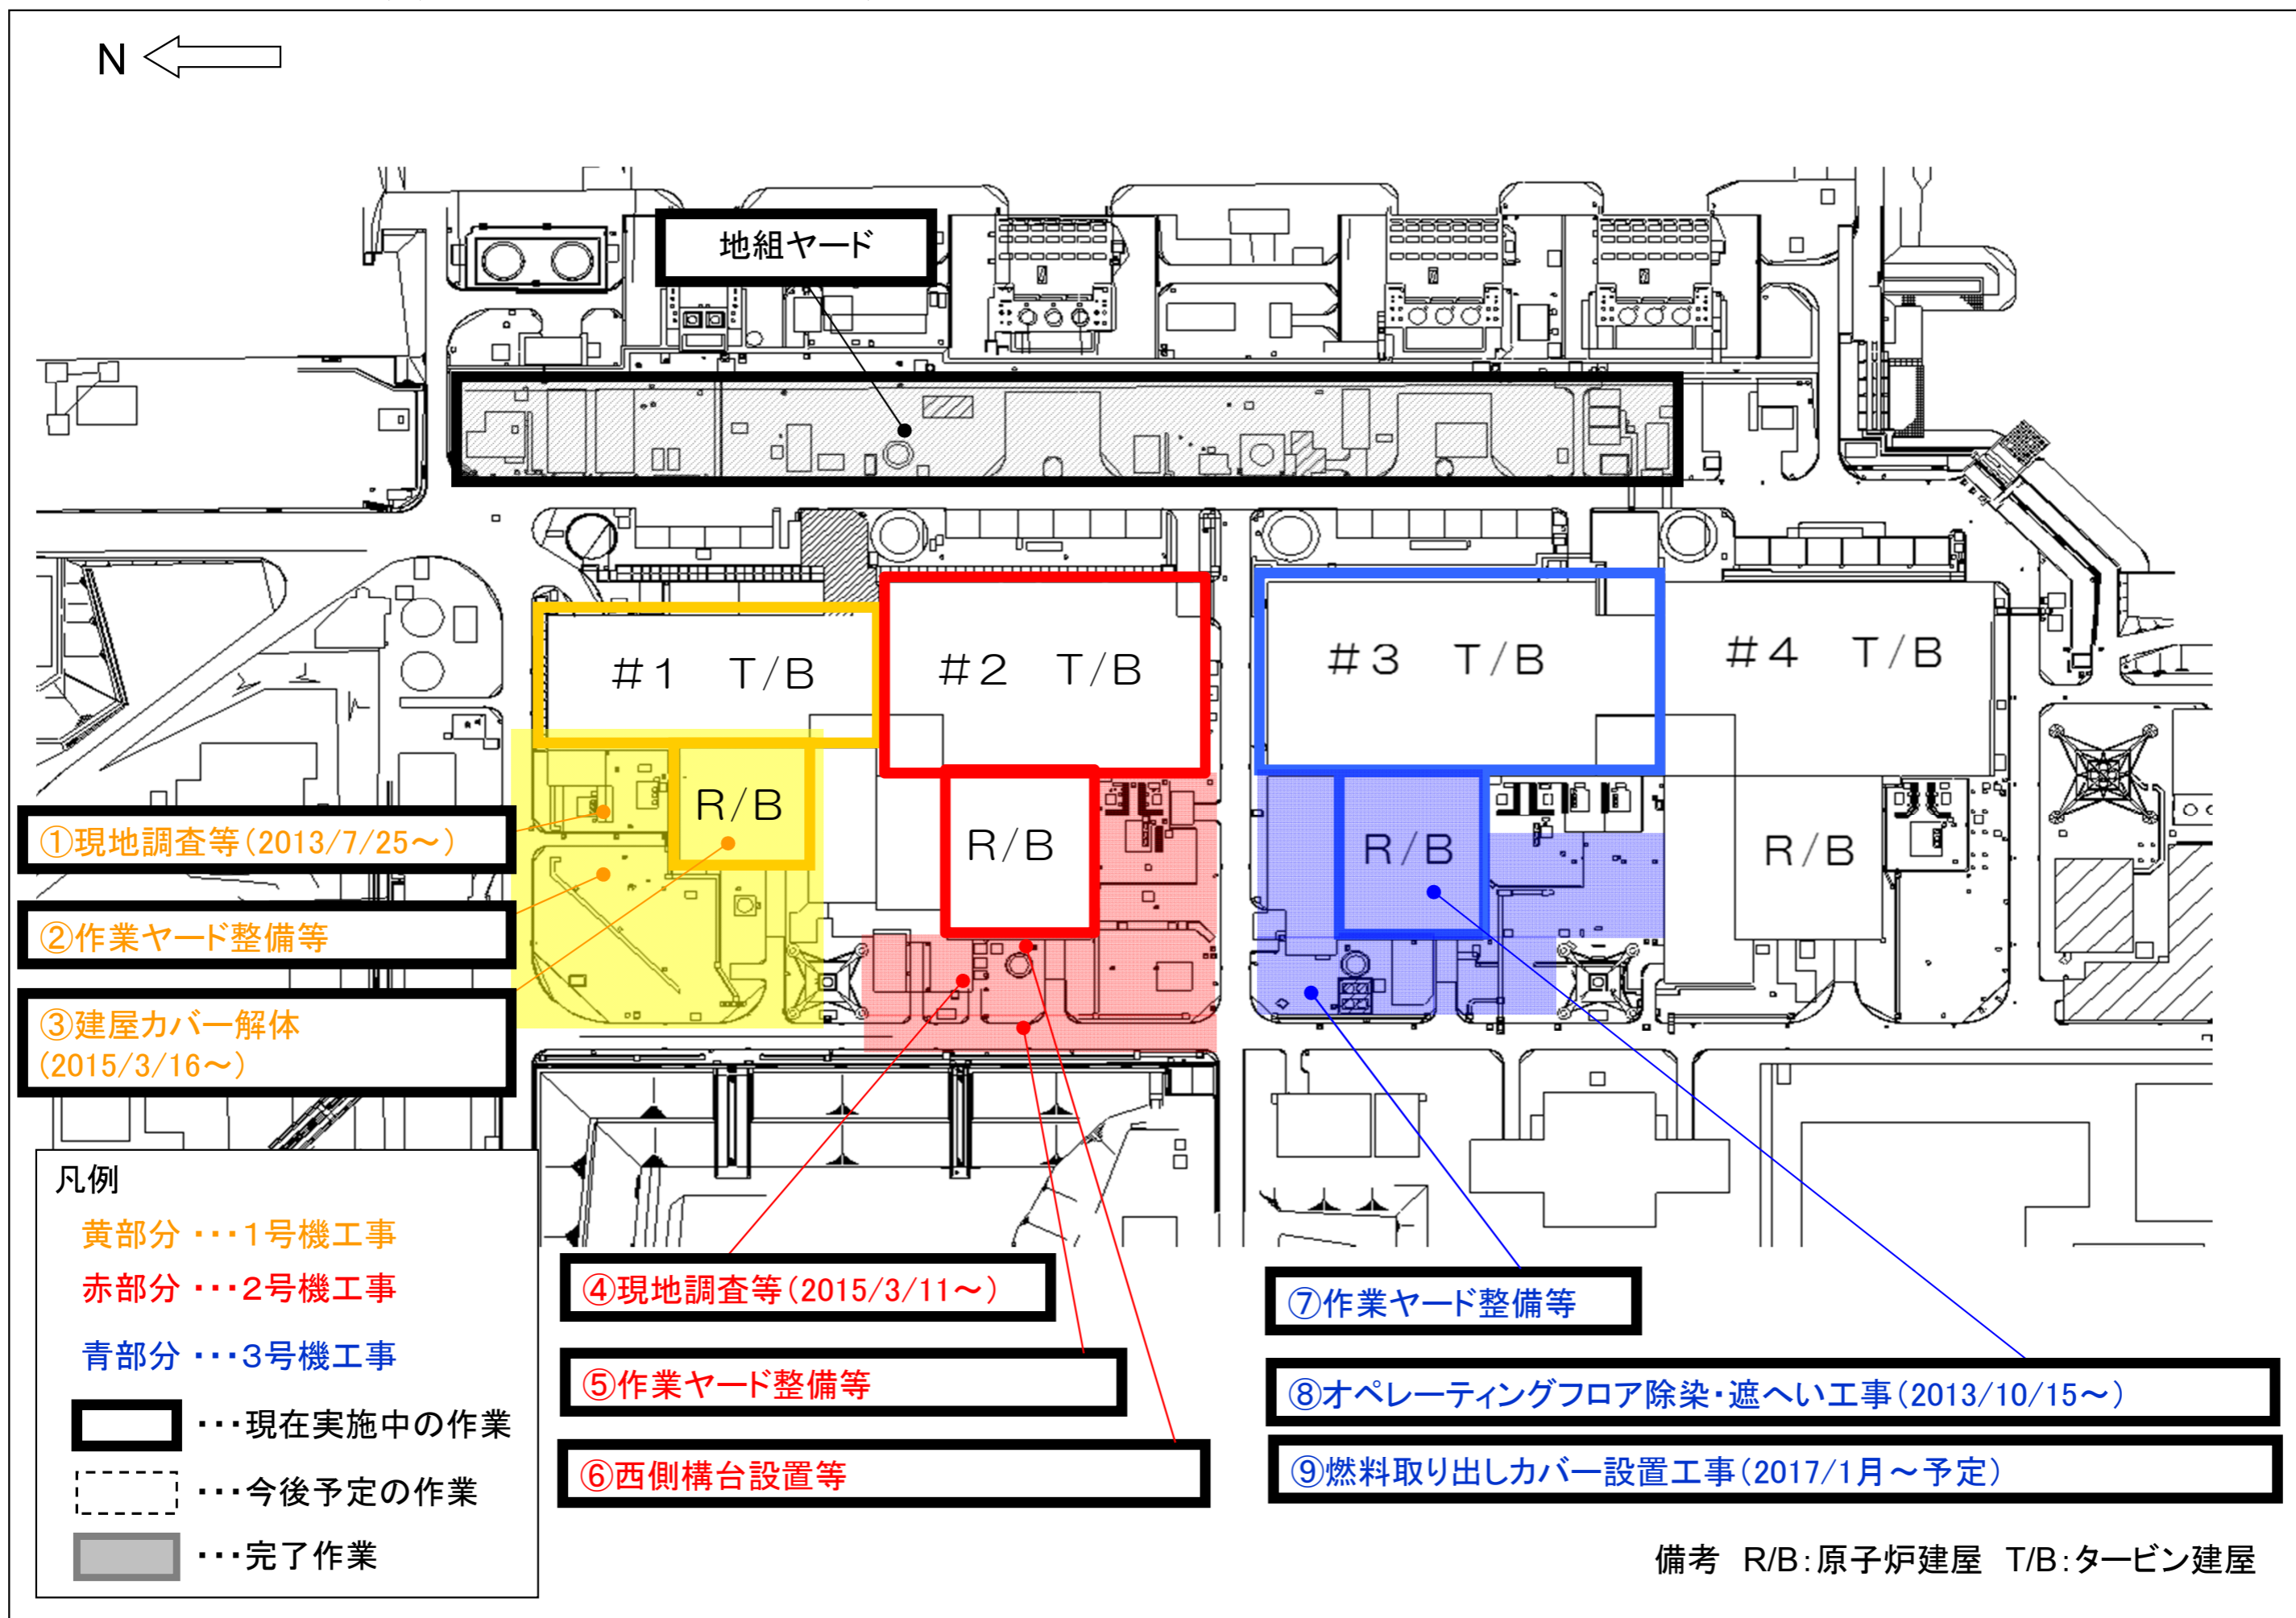 N
地組ヤード
#1 T/B
#2 T/B
#3 T/B
#4 T/B
R/B
R/B
R/B
R/B
①現地調査等(2013/7/25～)
②作業ヤード整備等
③建屋カバー解体
(2015/3/16～)
④現地調査等(2015/3/11～)
⑤作業ヤード整備等
⑥西側構台設置等
⑦作業ヤード整備等
⑧オペレーティングフロア除染・遮へい工事(2013/10/15～)
⑨燃料取り出しカバー設置工事(2017/1月～予定)
凡例
黄部分 ・・・1号機工事
赤部分 ・・・2号機工事
青部分 ・・・3号機工事
・・・現在実施中の作業
・・・今後予定の作業
・・・完了作業
備考 R/B:原子炉建屋 T/B:タービン建屋